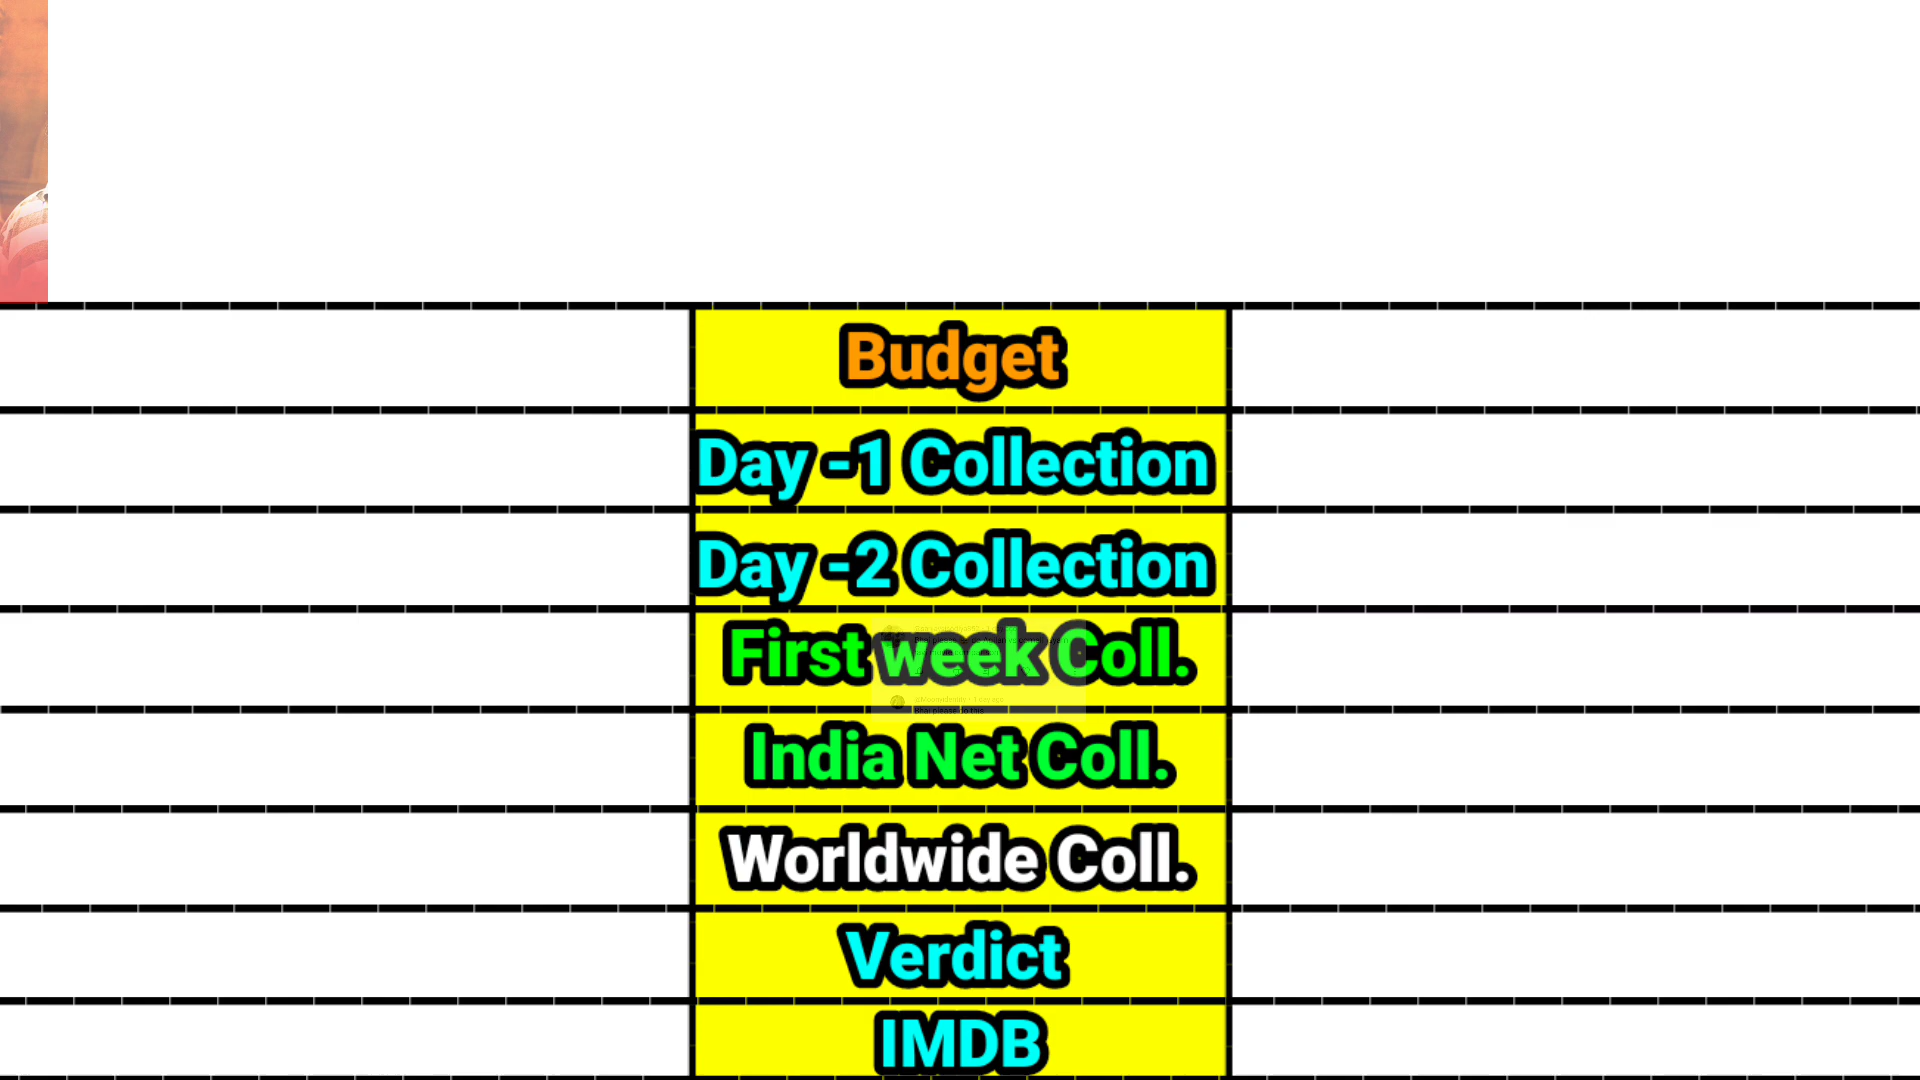 Budget
Day -1 Collection
Day -2 Collection
First week Coll.
India Net Coll.
Worldwide Coll.
Verdict
IMDB